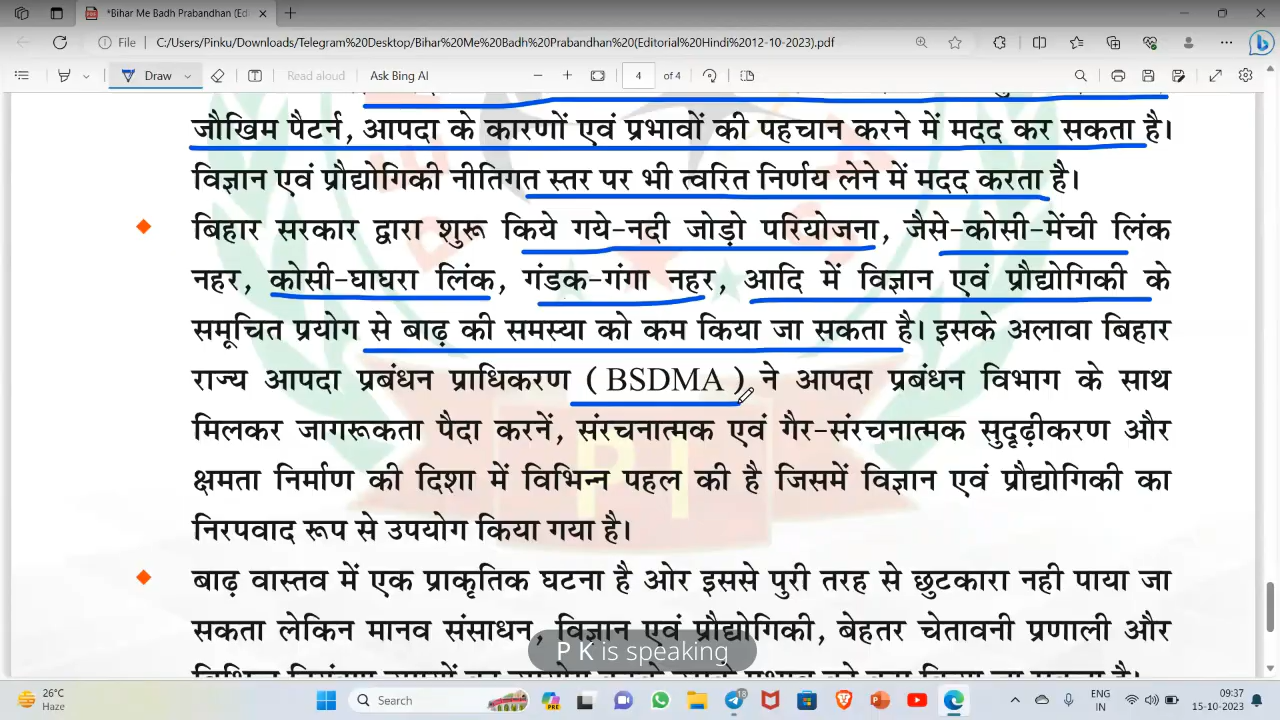 *Bihar Me Badh Prabandhan (Edi
File
C:/Users/Pinku/Downloads/Telegram%20Desktop/Bihar%20Me%20Badh%20Prabandhan(Editorial%20Hindi%2012-10-2023).pdf
Draw
Read aloud
Ask Bing AI
4 of 4
जौखिम पैटर्न, आपदा के कारणों एवं प्रभावों की पहचान करने में मदद कर सकता है।
विज्ञान एवं प्रौद्योगिकी नीतिगत स्तर पर भी त्वरित निर्णय लेने में मदद करता है।
बिहार सरकार द्वारा शुरू किये गये-नदी जोड़ो परियोजना, जैसे-कोसी-मेंची लिंक
नहर, कोसी-घाघरा लिंक, गंडक-गंगा नहर, आदि में विज्ञान एवं प्रौद्योगिकी के
समूचित प्रयोग से बाढ़ की समस्या को कम किया जा सकता है। इसके अलावा बिहार
राज्य आपदा प्रबंधन प्राधिकरण (BSDMA) ने आपदा प्रबंधन विभाग के साथ
मिलकर जागरूकता पैदा करनें, संरचनात्मक एवं गैर-संरचनात्मक सुदृढ़ीकरण और
क्षमता निर्माण की दिशा में विभिन्न पहल की है जिसमें विज्ञान एवं प्रौद्योगिकी का
निरपवाद रूप से उपयोग किया गया है।
बाढ़ वास्तव में एक प्राकृतिक घटना है ओर इससे पुरी तरह से छुटकारा नही पाया जा
सकता लेकिन मानव संसाधन, विज्ञान एवं प्रौद्योगिकी, बेहतर चेतावनी प्रणाली और
P K is speaking
26°C
Haze
Search
PRE
18
ENG
IN
09:37
15-10-2023